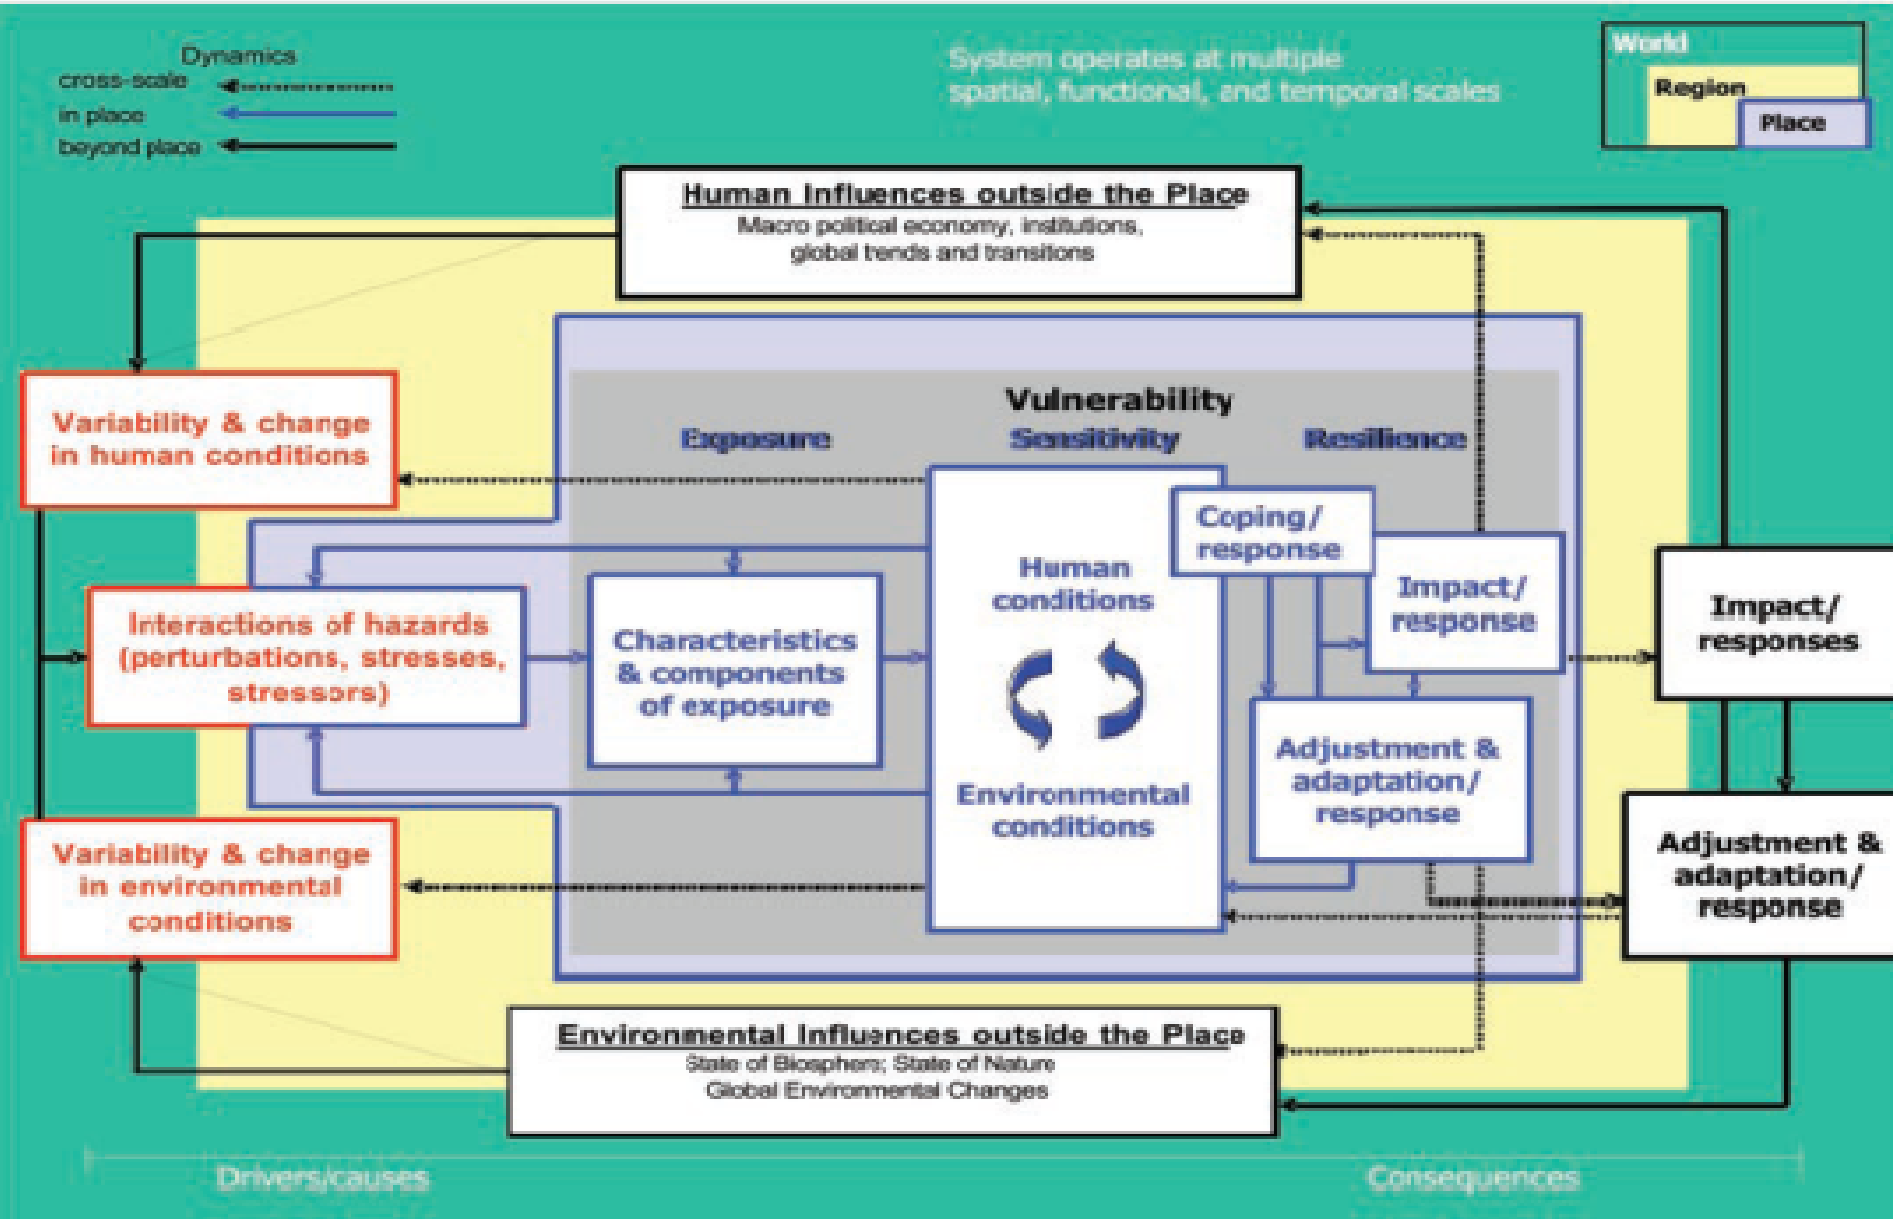 Dynamics
cross-scale
in place
beyond place
System operates at multiple
spatial, functional, and temporal scales
World
Region
Place
Human Influences outside the Place
Macro political economy, institutions,
global trends and transitions
Variability & change
in human conditions
Vulnerability
Exposure
Sensitivity
Resilience
Coping/
response
Human
conditions
Impact/
response
Impact/
responses
Interactions of hazards
(perturbations, stresses,
stressors)
Characteristics
& components
of exposure
Adjustment &
adaptation/
response
Environmental
conditions
Variability & change
in environmental
conditions
Adjustment &
adaptation/
response
Environmental Influences outside the Place
State of Biosphere; State of Nature
Global Environmental Changes
Drivers/causes
Consequences